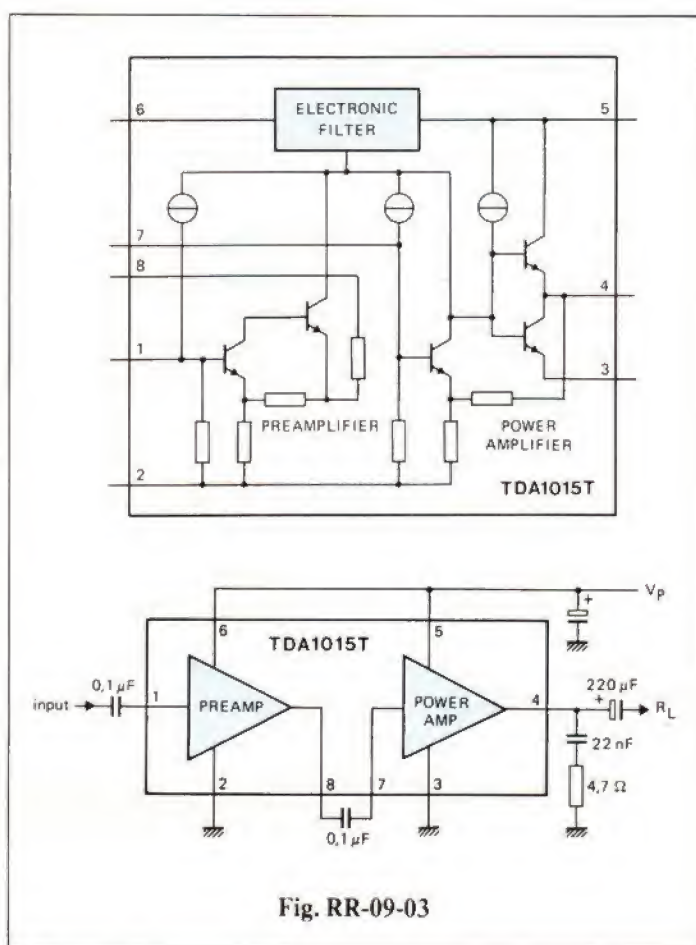 ELECTRONIC
FILTER
6
5
7
8
4
1
3
PREAMPLIFIER
POWER
AMPLIFIER
2
TDA1015T
V_P
6
TDA1015T
5
input
0,1 µF
1
PREAMP
POWER
AMP
4
220 µF
+
+
R_L
22 nF
4,7 Ω
2
8
7
3
0,1 µF
Fig. RR-09-03